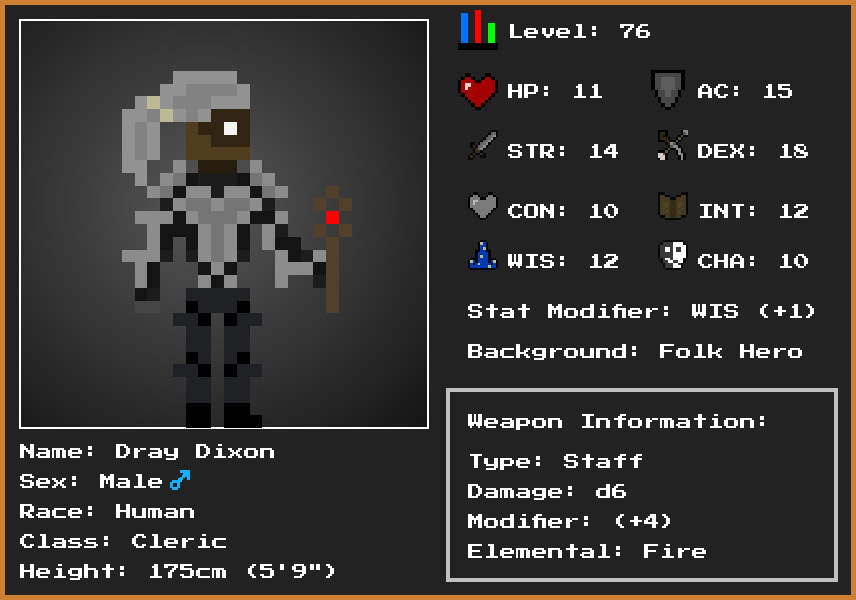 Level: 76
HP: 11
AC: 15
STR: 14
DEX: 18
CON: 10
INT: 12
WIS: 12
CHA: 10
Stat Modifier: WIS (+1)
Background: Folk Hero
Weapon Information:
Type: Staff
Damage: d6
Modifier: (+4)
Elemental: Fire
Name: Dray Dixon
Sex: Male ♂
Race: Human
Class: Cleric
Height: 175cm (5'9")